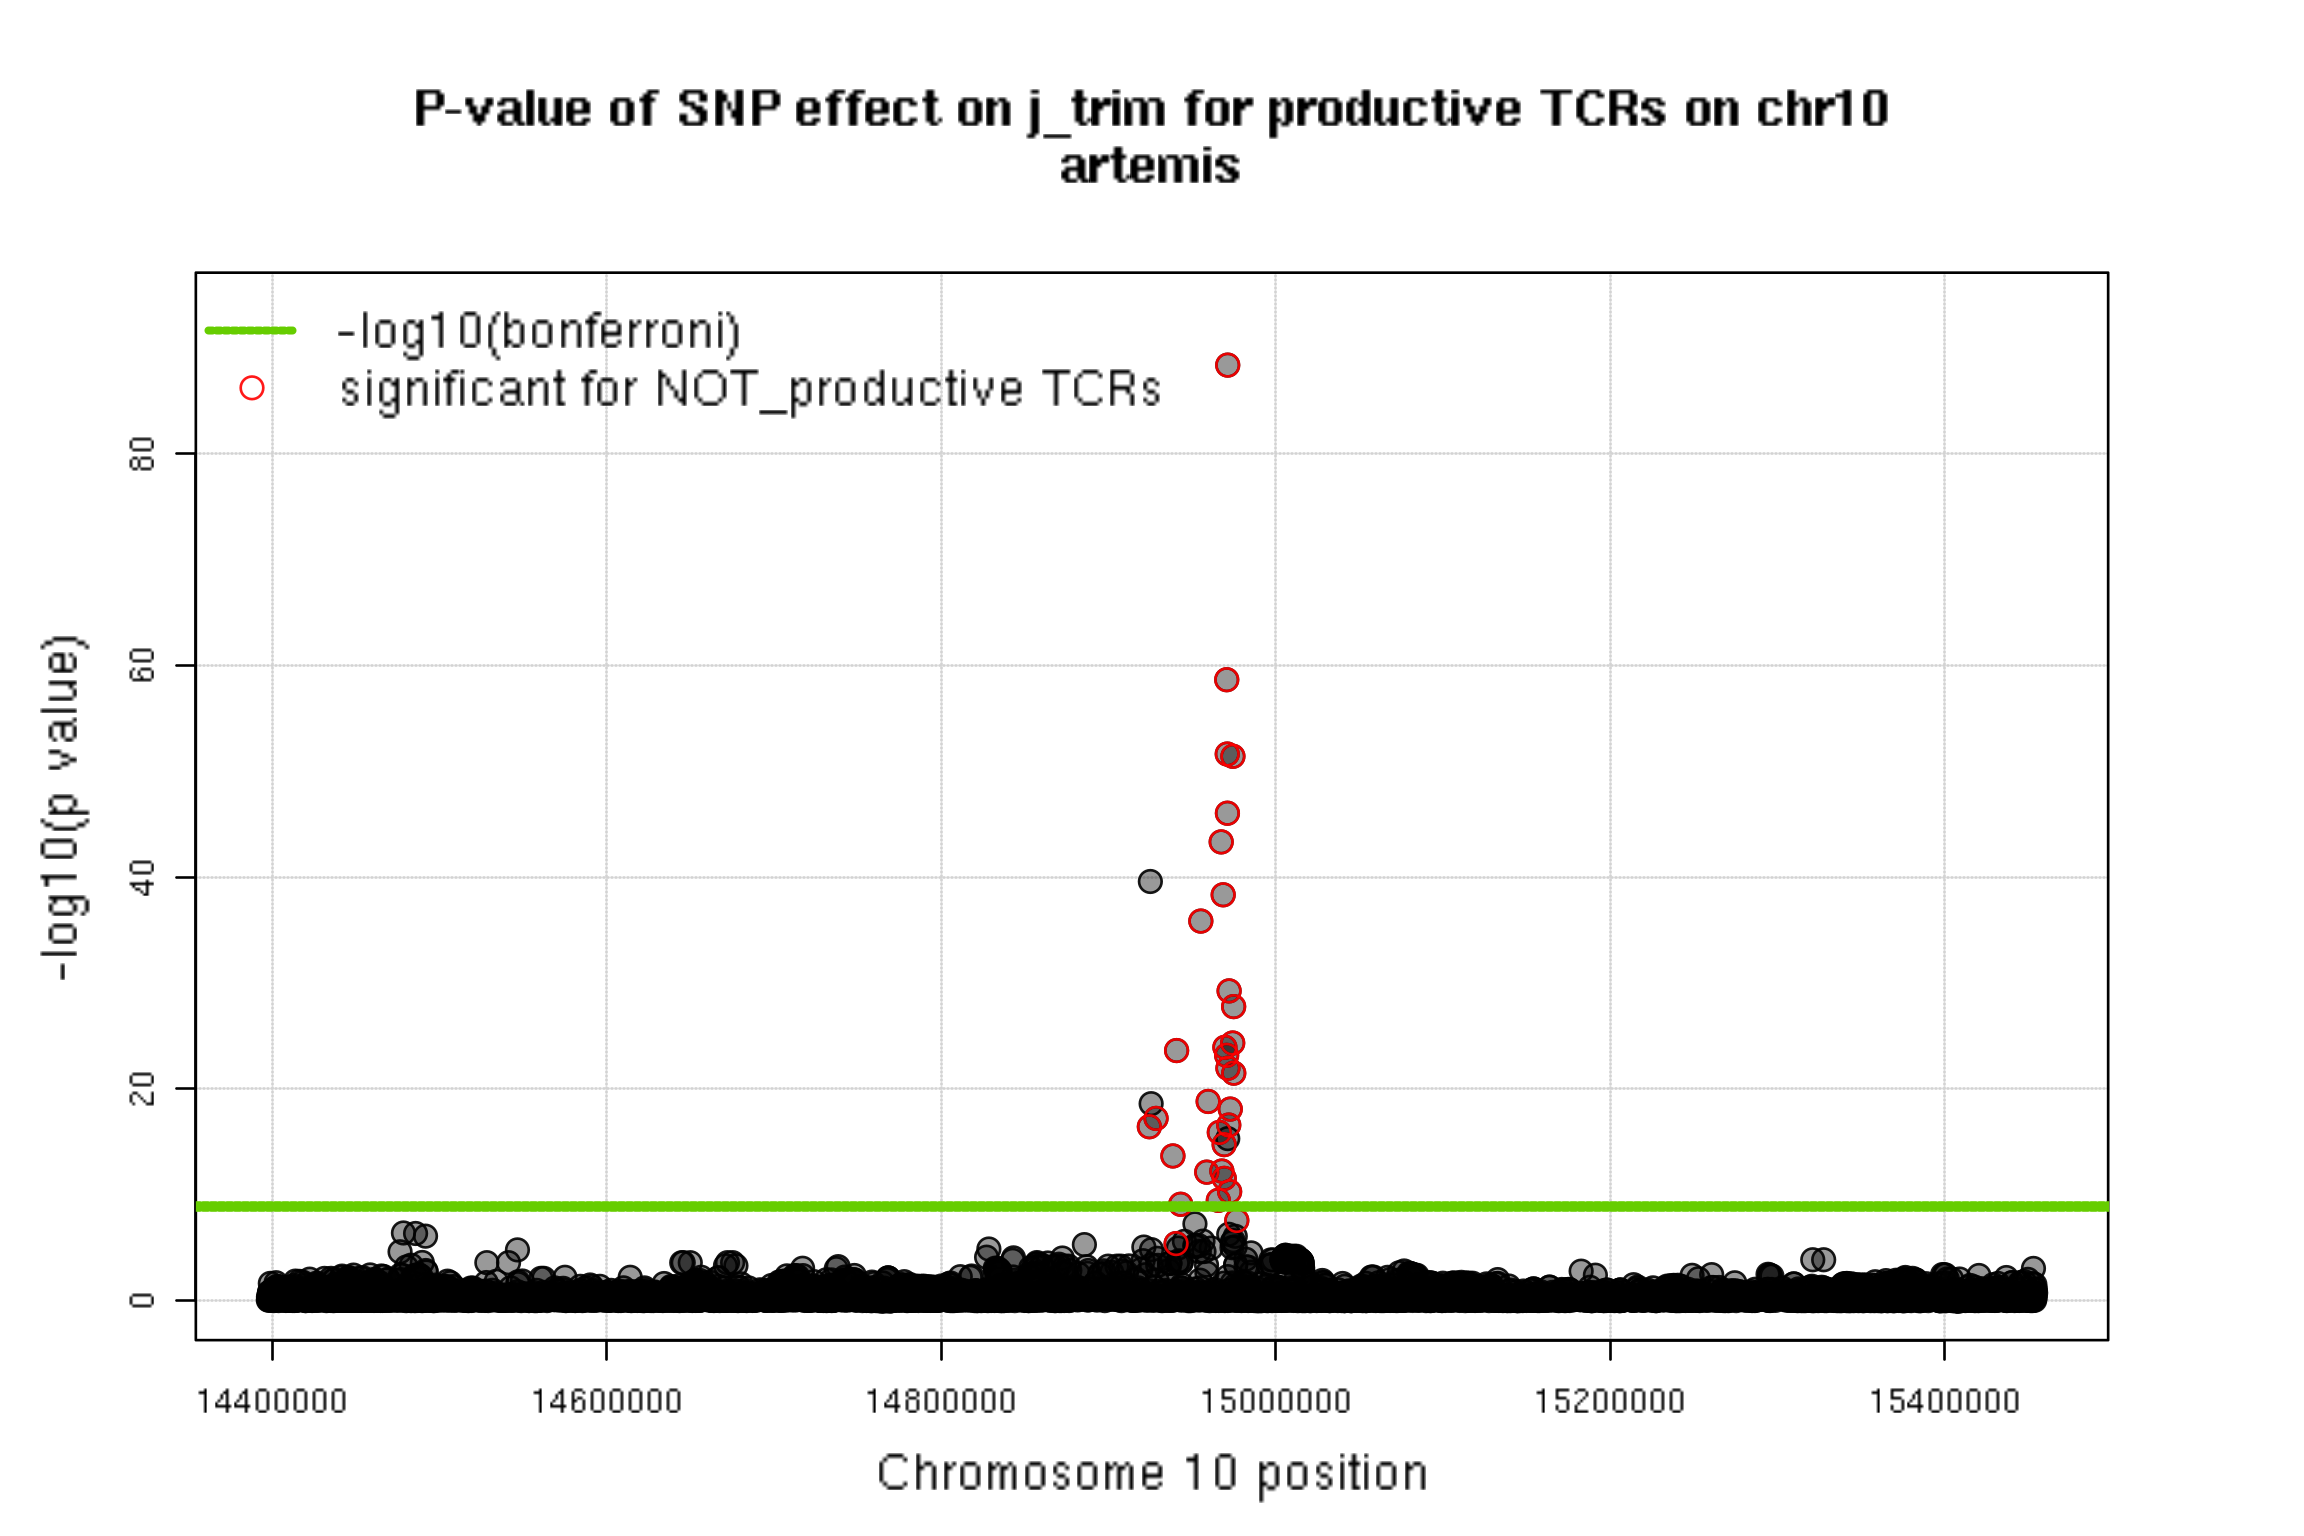 P-value of SNP effect on j_trim for productive TCRs on chr10
artemis
-log10(bonferroni)
significant for NOT_productive TCRs
-log10(p value)
80
60
40
20
0
14400000 14600000 14800000 15000000 15200000 15400000
Chromosome 10 position